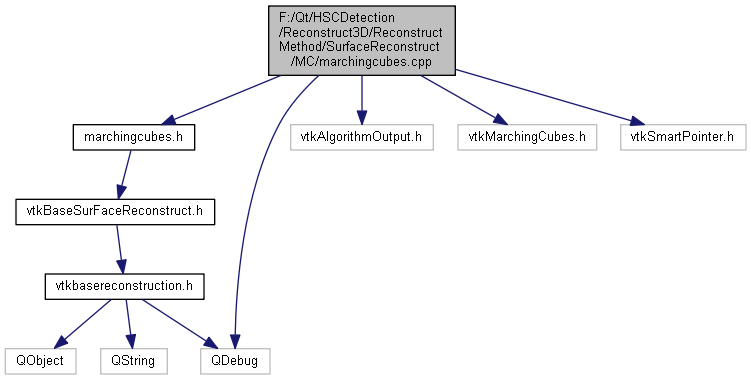 F:/Qt/HSCDetection
/Reconstruct3D/Reconstruct
Method/SurfaceReconstruct
/MC/marchingcubes.cpp
marchingcubes.h
vtkAlgorithmOutput.h
vtkMarchingCubes.h
vtkSmartPointer.h
vtkBaseSurFaceReconstruct.h
vtkbasereconstruction.h
QObject
QString
QDebug